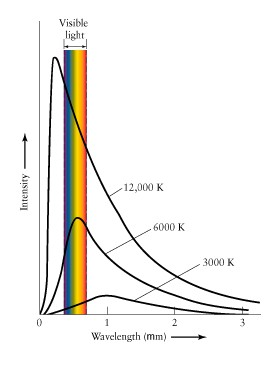 Visible
light
12,000 K
6000 K
3000 K
Intensity
0 1 2 3
Wavelength (mm)